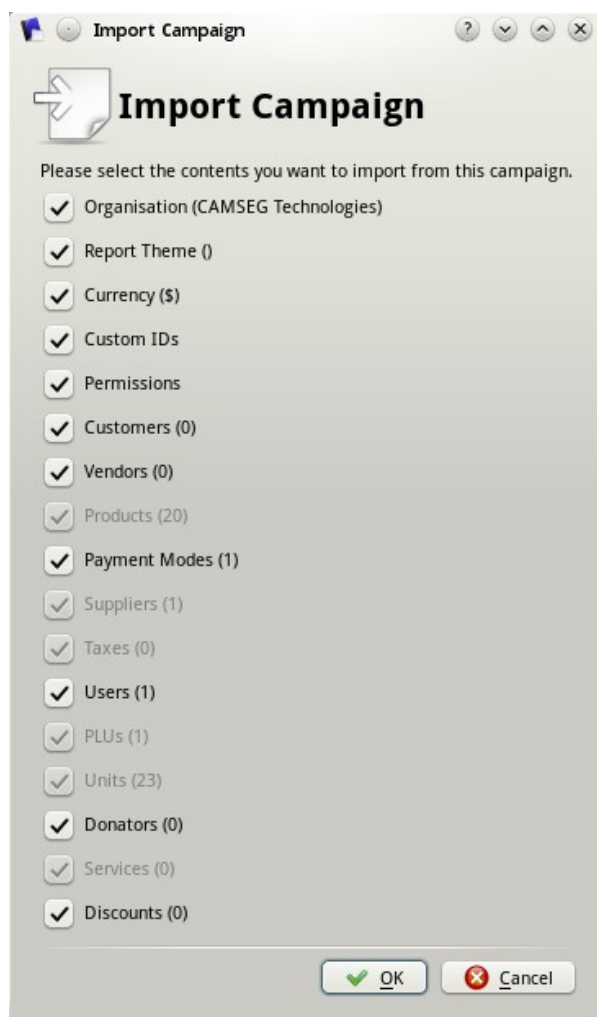 Import Campaign
Import Campaign
Please select the contents you want to import from this campaign.
Organisation (CAMSEG Technologies)
Report Theme ()
Currency ($)
Custom IDs
Permissions
Customers (0)
Vendors (0)
Products (20)
Payment Modes (1)
Suppliers (1)
Taxes (0)
Users (1)
PLUs (1)
Units (23)
Donators (0)
Services (0)
Discounts (0)
OK Cancel